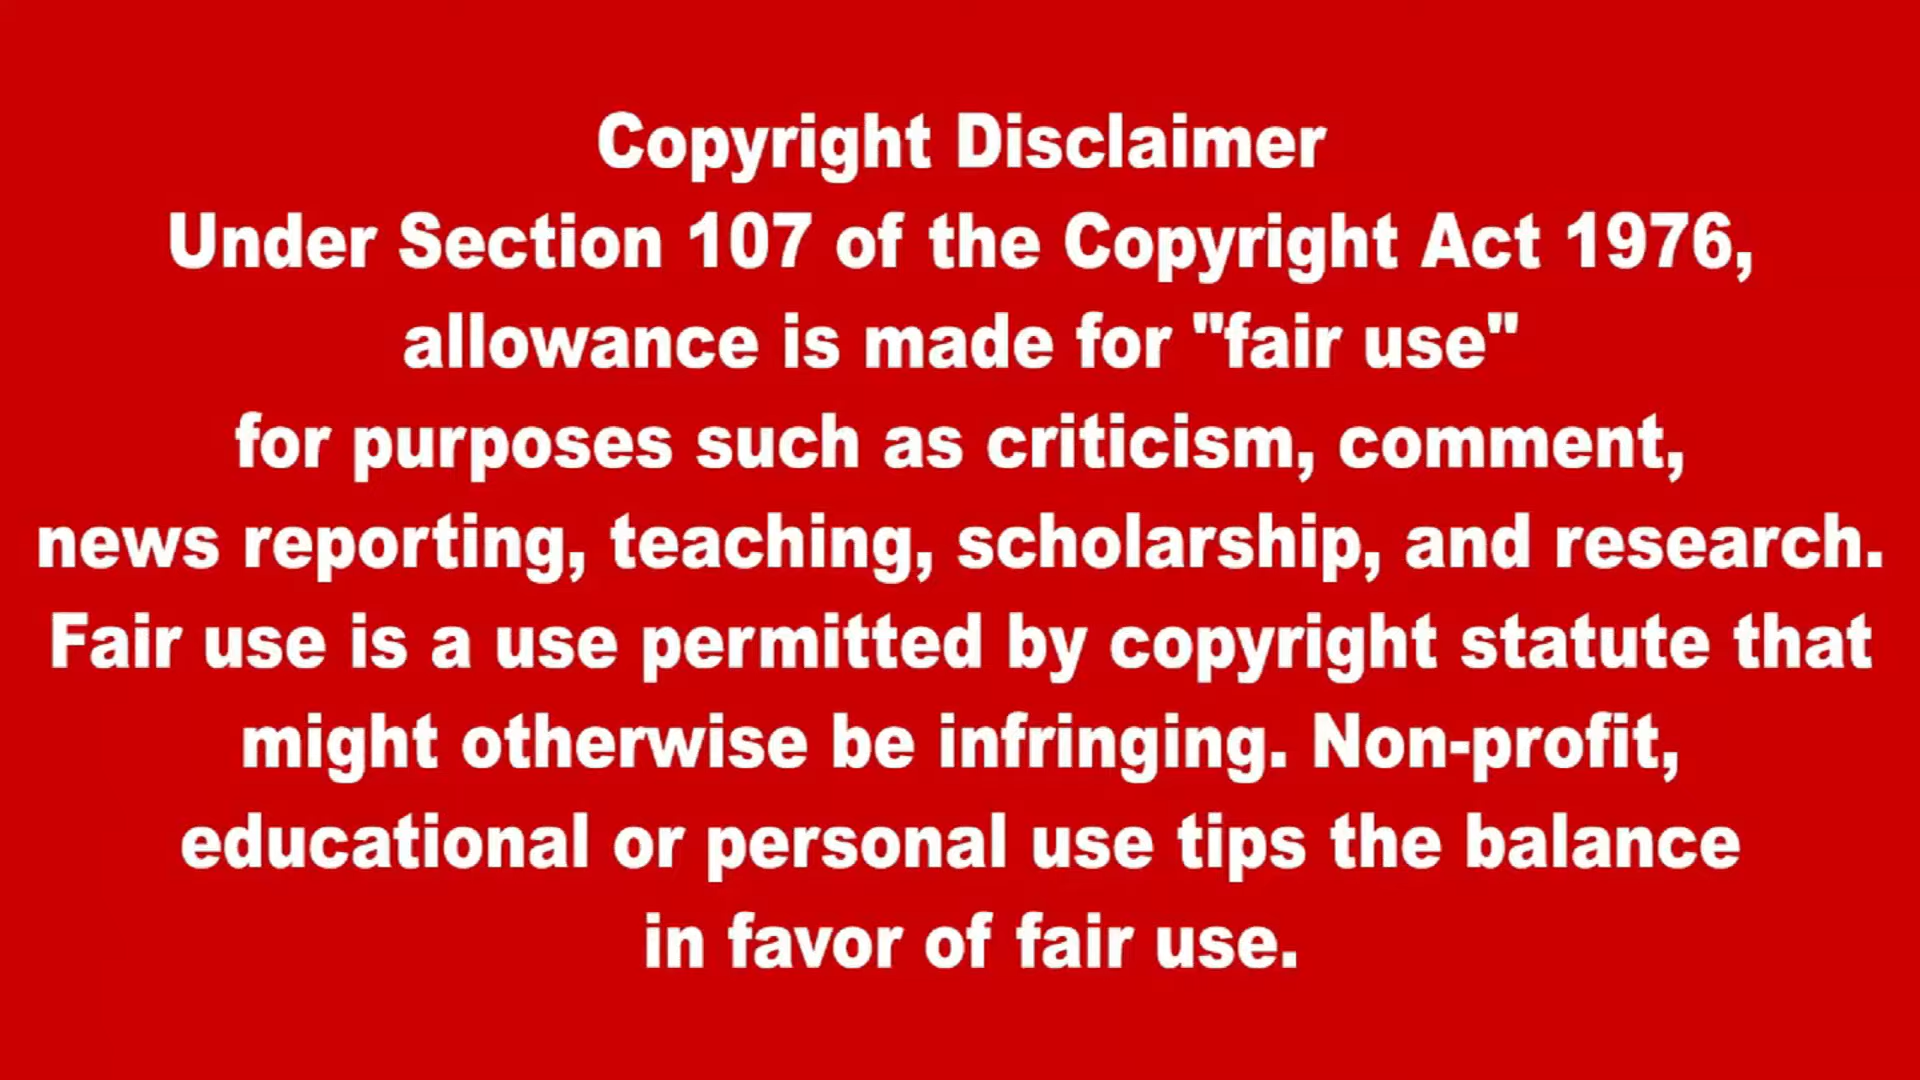 Copyright Disclaimer
Under Section 107 of the Copyright Act 1976,
allowance is made for "fair use"
for purposes such as criticism, comment,
news reporting, teaching, scholarship, and research.
Fair use is a use permitted by copyright statute that
might otherwise be infringing. Non-profit,
educational or personal use tips the balance
in favor of fair use.